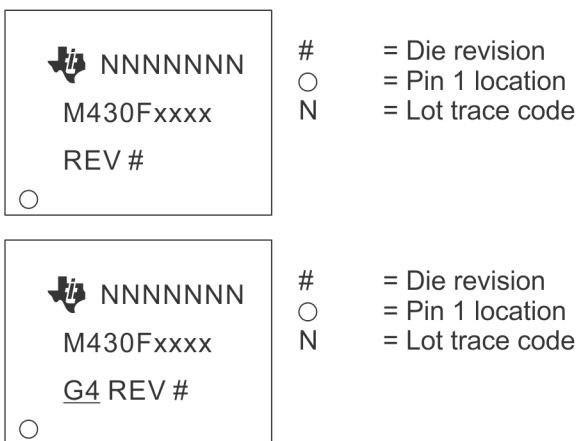 NNNNNNN
M430Fxxxx
REV #
# = Die revision
○ = Pin 1 location
N = Lot trace code
NNNNNNN
M430Fxxxx
G4 REV #
# = Die revision
○ = Pin 1 location
N = Lot trace code